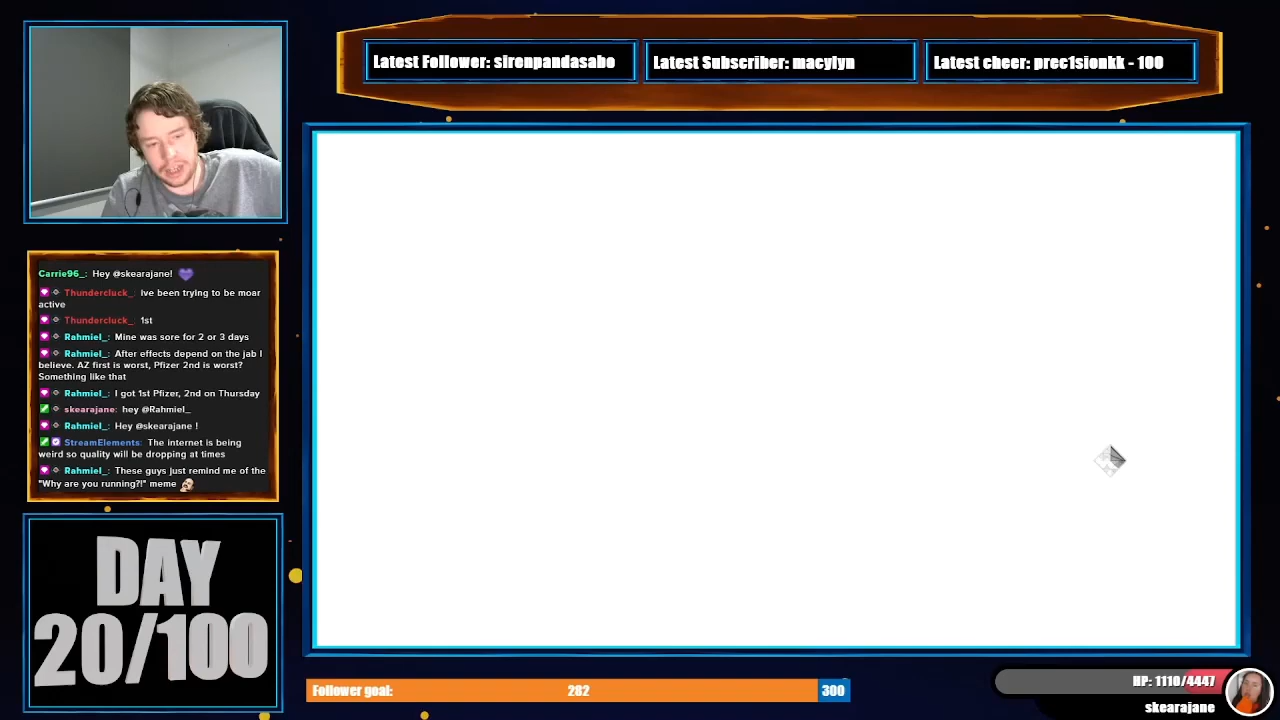 Latest Follower: sirenpandasabo
Latest Subscriber: macylyn
Latest cheer: prec1sionkk - 100
Carrie96_: Hey @skearajane!
Thundercluck_: ive been trying to be moar
active
Thundercluck_: 1st
Rahmiel_: Mine was sore for 2 or 3 days
Rahmiel_: After effects depend on the jab I
believe. AZ first is worst, Pfizer 2nd is worst?
Something like that
Rahmiel_: I got 1st Pfizer, 2nd on Thursday
skearajane: hey @Rahmiel_
Rahmiel_: Hey @skearajane !
StreamElements: The internet is being
weird so quality will be dropping at times
Rahmiel_: These guys just remind me of the
"Why are you running?!" meme
DAY
20/100
Follower goal:
282
300
HP: 1110/4447
skearajane